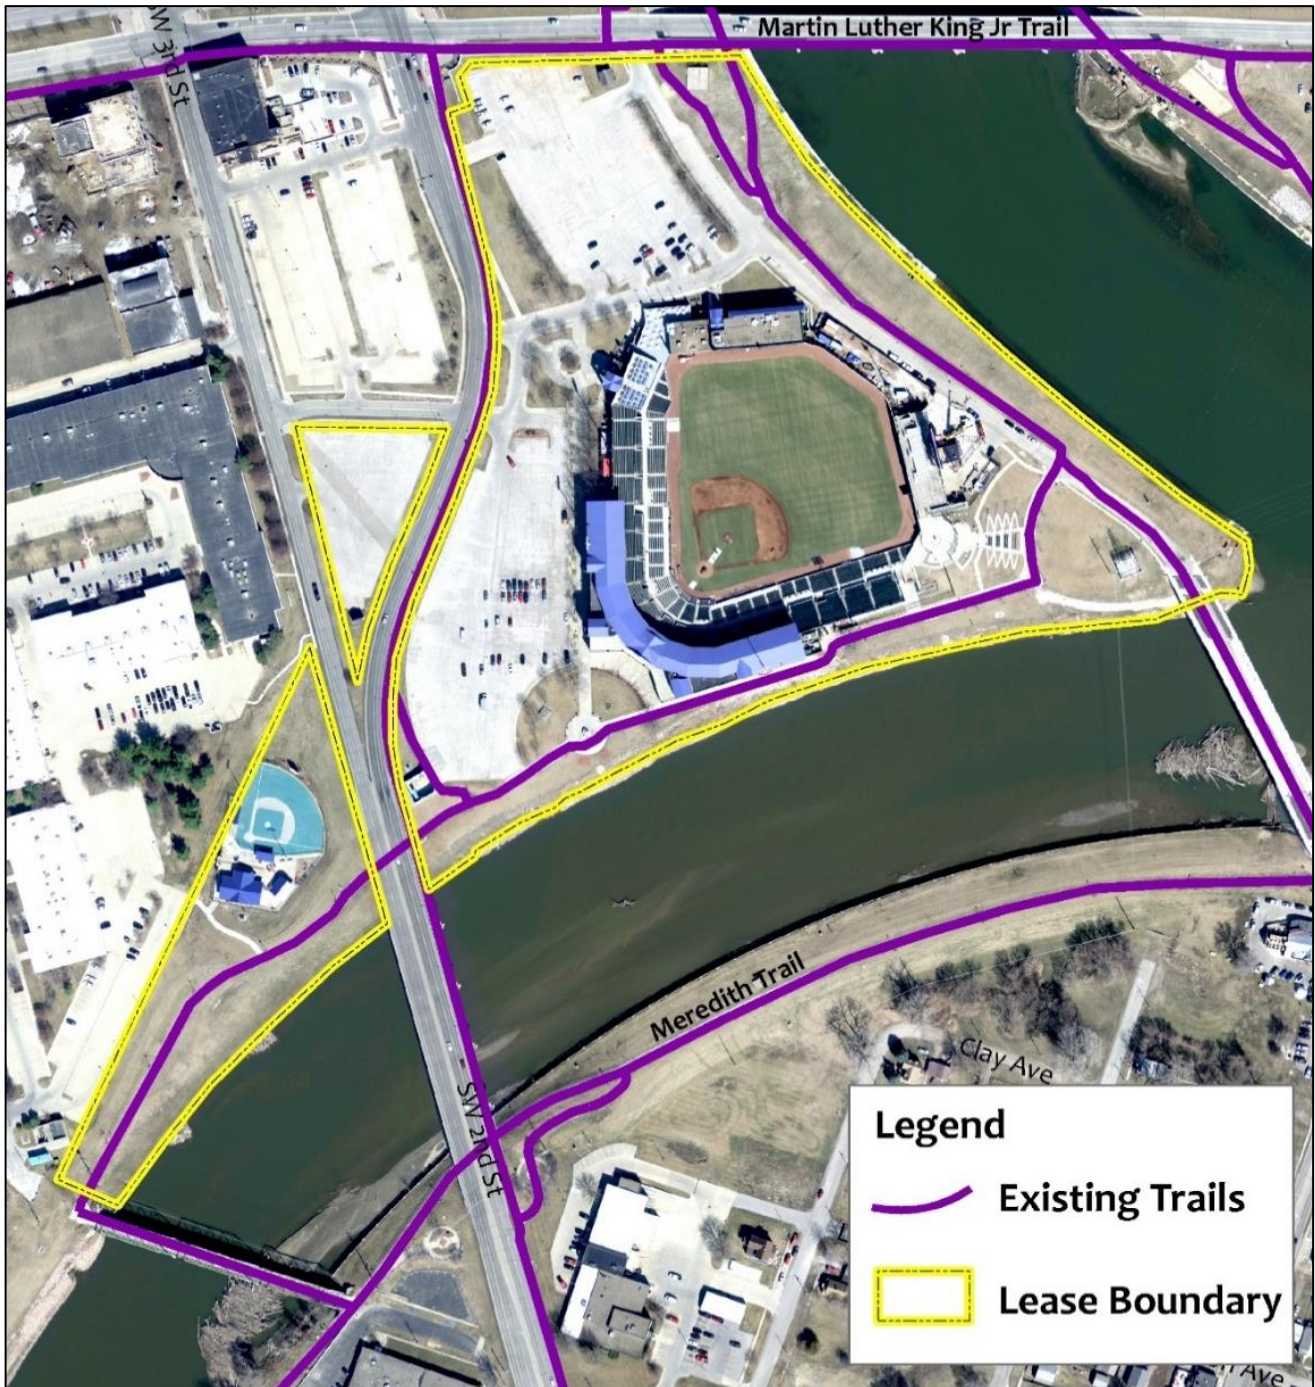 Martin Luther King Jr Trail
SW 3rd St
Meredith Trail
Clay Ave
SW 2nd St
Legend
Existing Trails
Lease Boundary
Ave